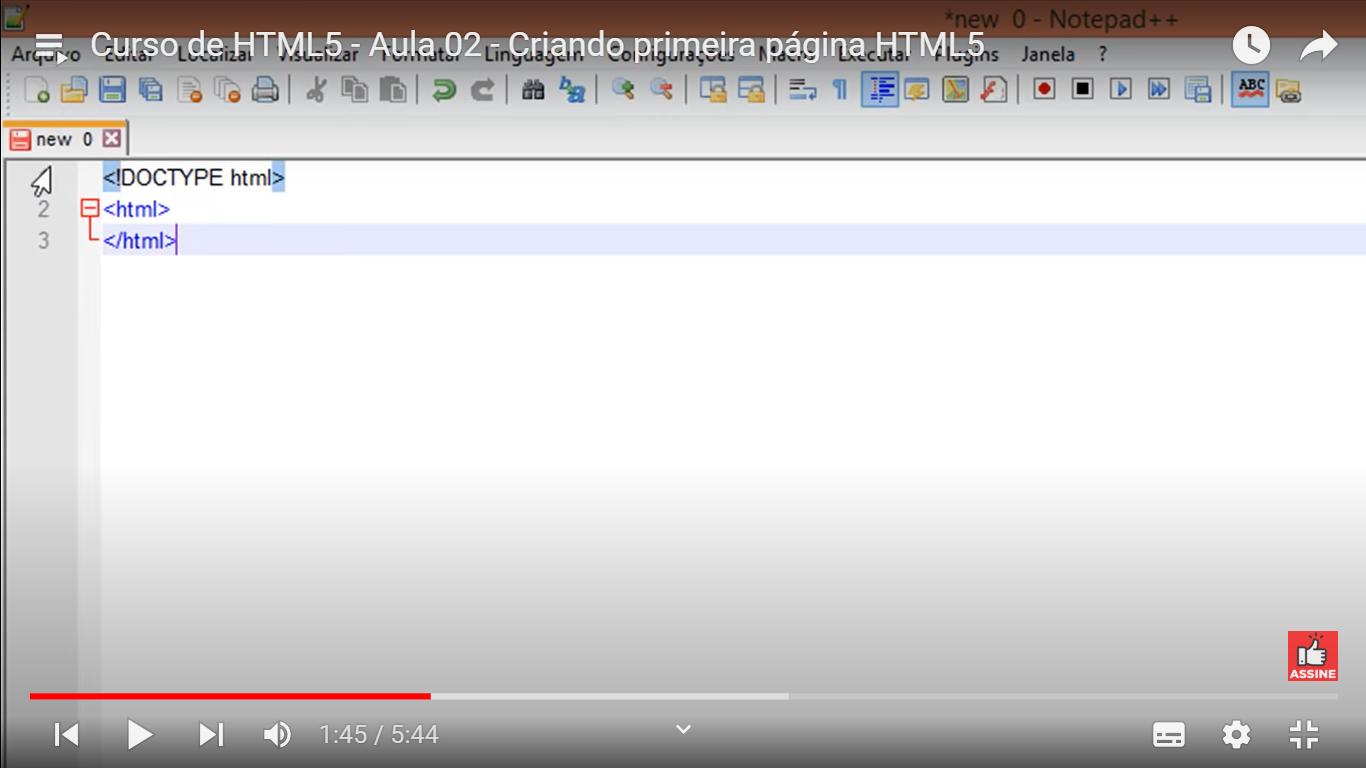 *new 0 - Notepad++
Curso de HTML5 - Aula 02 - Criando primeira página HTML5
Arquivo Editar Localizar Visualizar Formatar Linguagem Configurações Macro Executar Plugins Janela ?
ABC
new 0
<!DOCTYPE html>
2 <html>
3 </html>
ASSINE
1:45 / 5:44